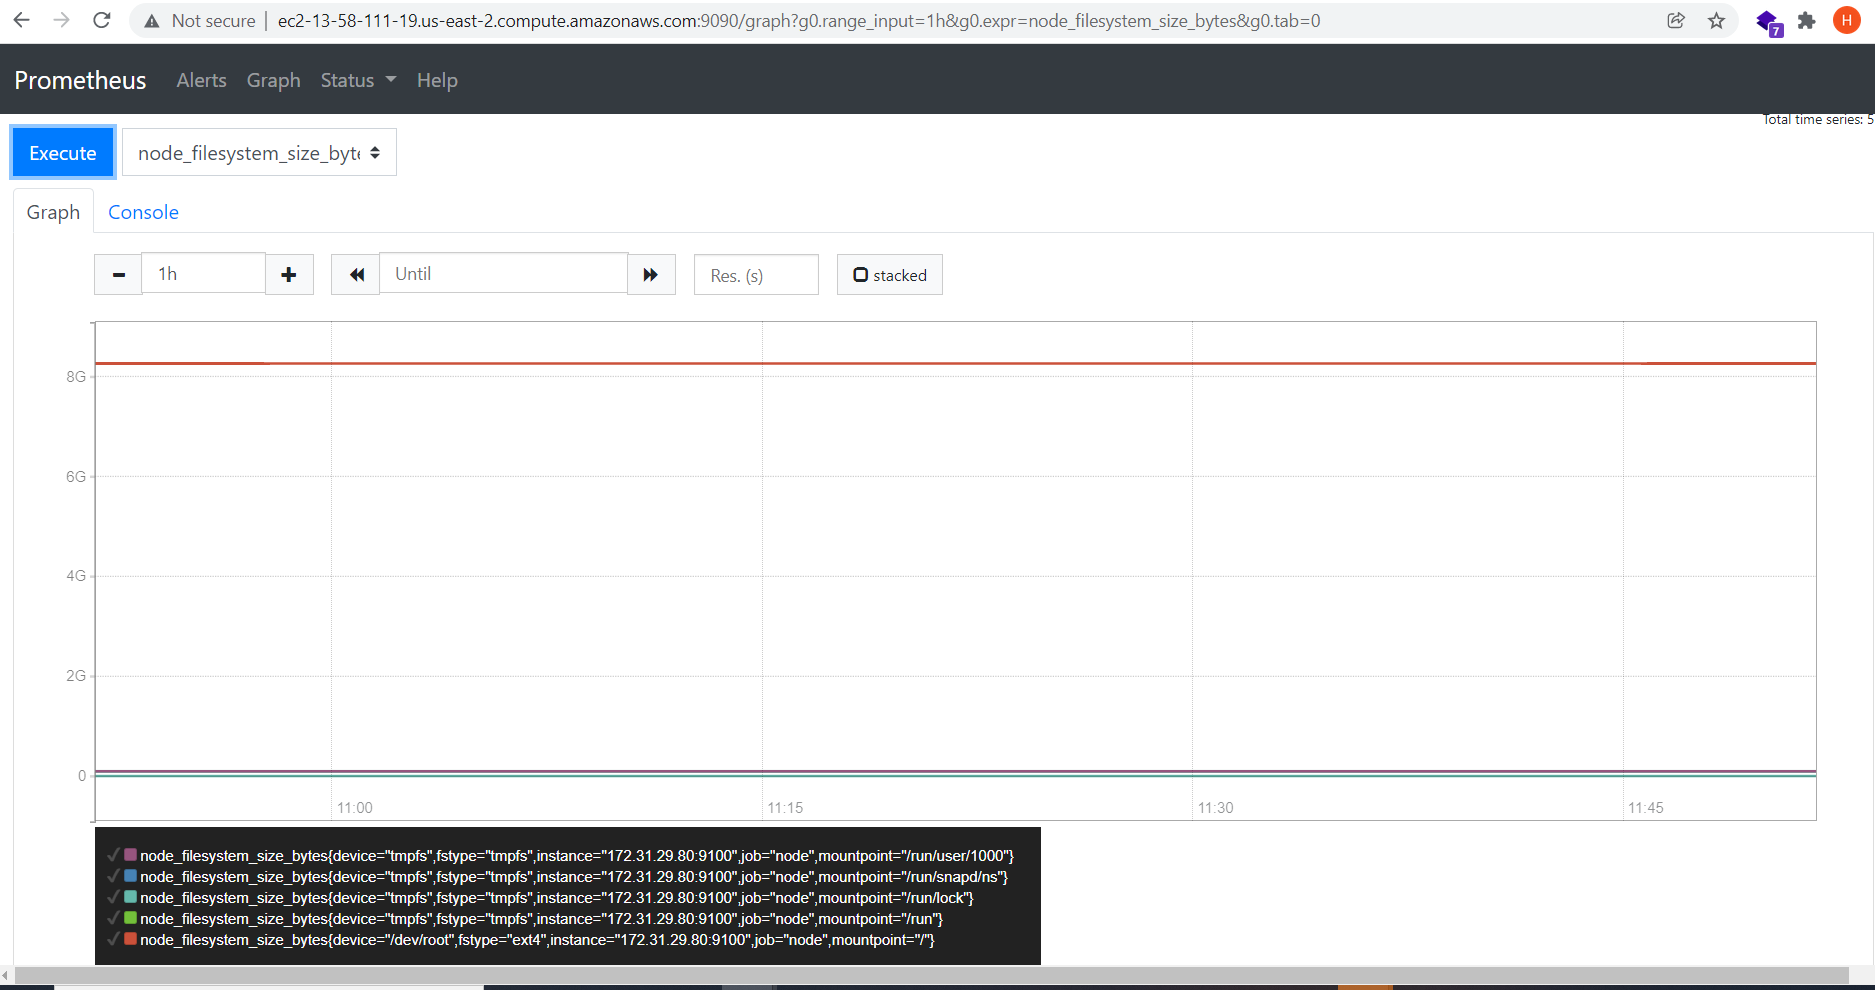 Not secure | ec2-13-58-111-19.us-east-2.compute.amazonaws.com:9090/graph?g0.range_input=1h&g0.expr=node_filesystem_size_bytes&g0.tab=0
7
H
Prometheus Alerts Graph Status Help
Total time series: 5
Execute node_filesystem_size_byte
Graph Console
1h Until Res. (s) stacked
8G
6G
4G
2G
0
11:00 11:15 11:30 11:45
node_filesystem_size_bytes{device="tmpfs",fstype="tmpfs",instance="172.31.29.80:9100",job="node",mountpoint="/run/user/1000"}
node_filesystem_size_bytes{device="tmpfs",fstype="tmpfs",instance="172.31.29.80:9100",job="node",mountpoint="/run/snapd/ns"}
node_filesystem_size_bytes{device="tmpfs",fstype="tmpfs",instance="172.31.29.80:9100",job="node",mountpoint="/run/lock"}
node_filesystem_size_bytes{device="tmpfs",fstype="tmpfs",instance="172.31.29.80:9100",job="node",mountpoint="/run"}
node_filesystem_size_bytes{device="/dev/root",fstype="ext4",instance="172.31.29.80:9100",job="node",mountpoint="/"}